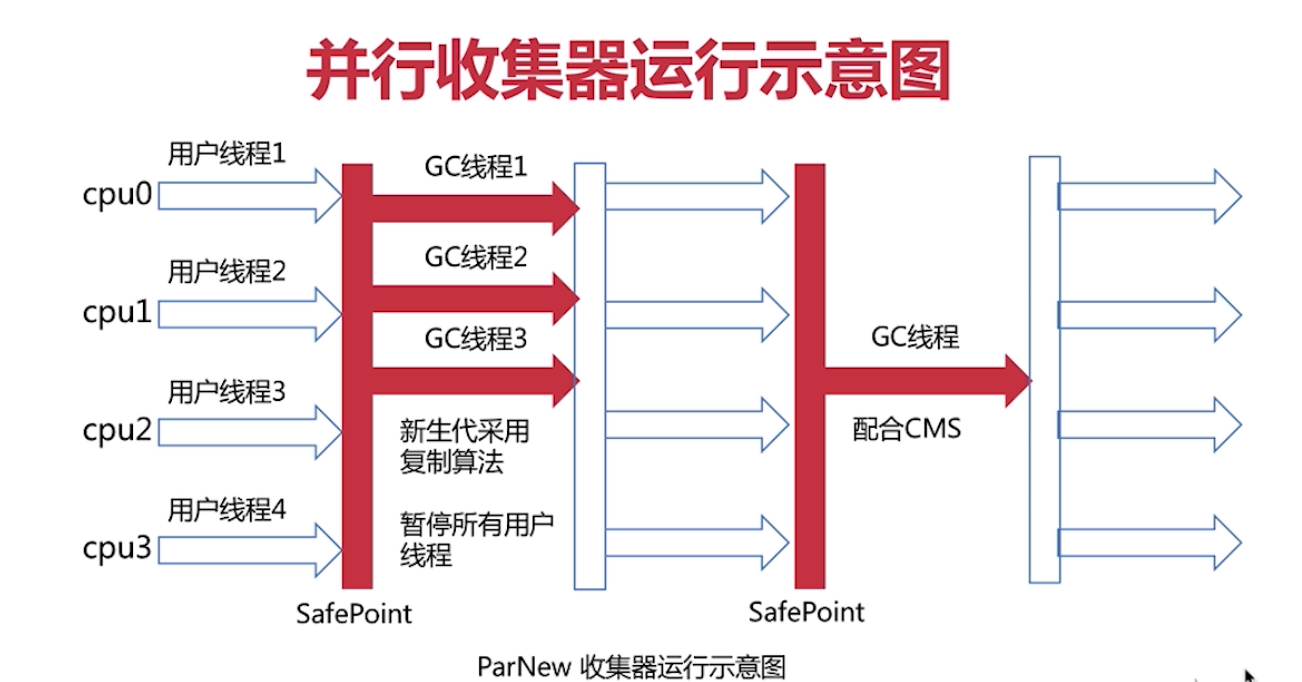 并行收集器运行示意图
用户线程1
GC线程1
cpu0
GC线程2
用户线程2
cpu1
GC线程3
GC线程
用户线程3
cpu2
新生代采用
复制算法
配合CMS
用户线程4
暂停所有用户
线程
cpu3
SafePoint
SafePoint
ParNew 收集器运行示意图